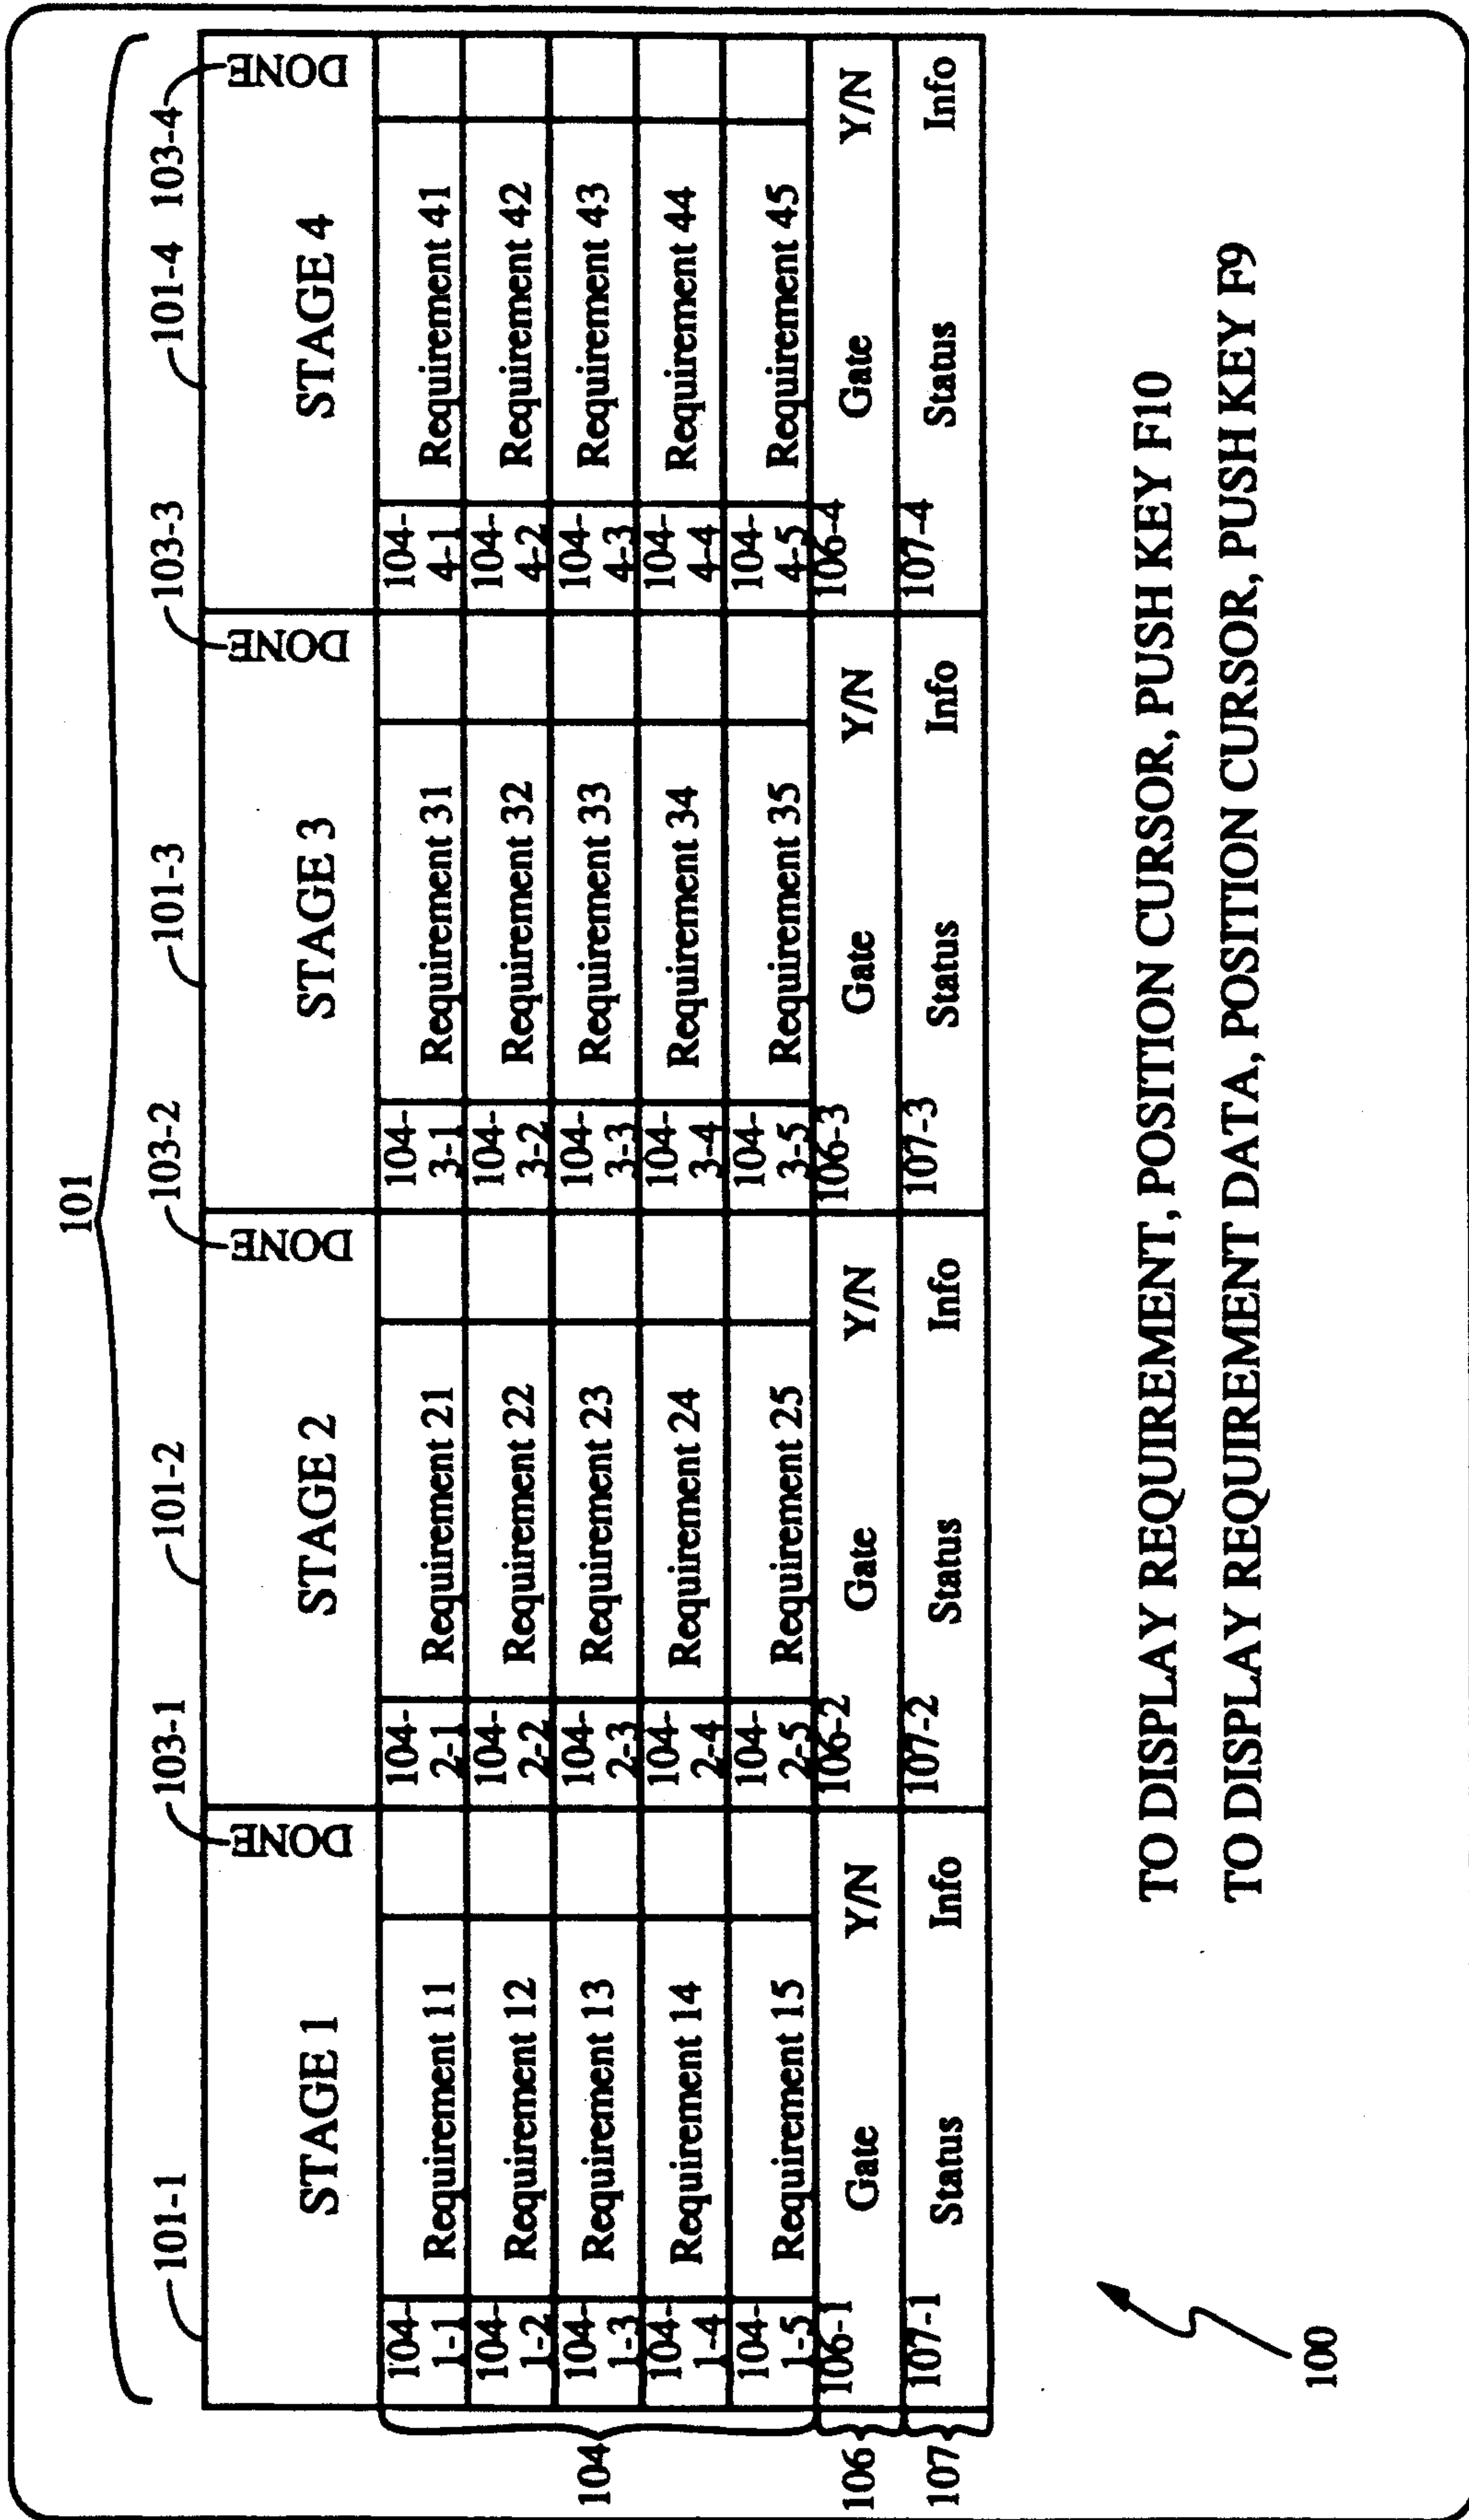 101
101-1 103-1 101-2 103-2 101-3 103-3 101-4 103-4
STAGE 1 DONE STAGE 2 DONE STAGE 3 DONE STAGE 4 DONE
104-1-1 Requirement 11 104-2-1 Requirement 21 104-3-1 Requirement 31 104-4-1 Requirement 41
104-1-2 Requirement 12 104-2-2 Requirement 22 104-3-2 Requirement 32 104-4-2 Requirement 42
104 104-1-3 Requirement 13 104-2-3 Requirement 23 104-3-3 Requirement 33 104-4-3 Requirement 43
104-1-4 Requirement 14 104-2-4 Requirement 24 104-3-4 Requirement 34 104-4-4 Requirement 44
104-1-5 Requirement 15 104-2-5 Requirement 25 104-3-5 Requirement 35 104-4-5 Requirement 45
106 106-1 Gate Y/N 106-2 Gate Y/N 106-3 Gate Y/N 106-4 Gate Y/N
107 107-1 Status Info 107-2 Status Info 107-3 Status Info 107-4 Status Info
TO DISPLAY REQUIREMENT, POSITION CURSOR, PUSH KEY F10
TO DISPLAY REQUIREMENT DATA, POSITION CURSOR, PUSH KEY F9
100